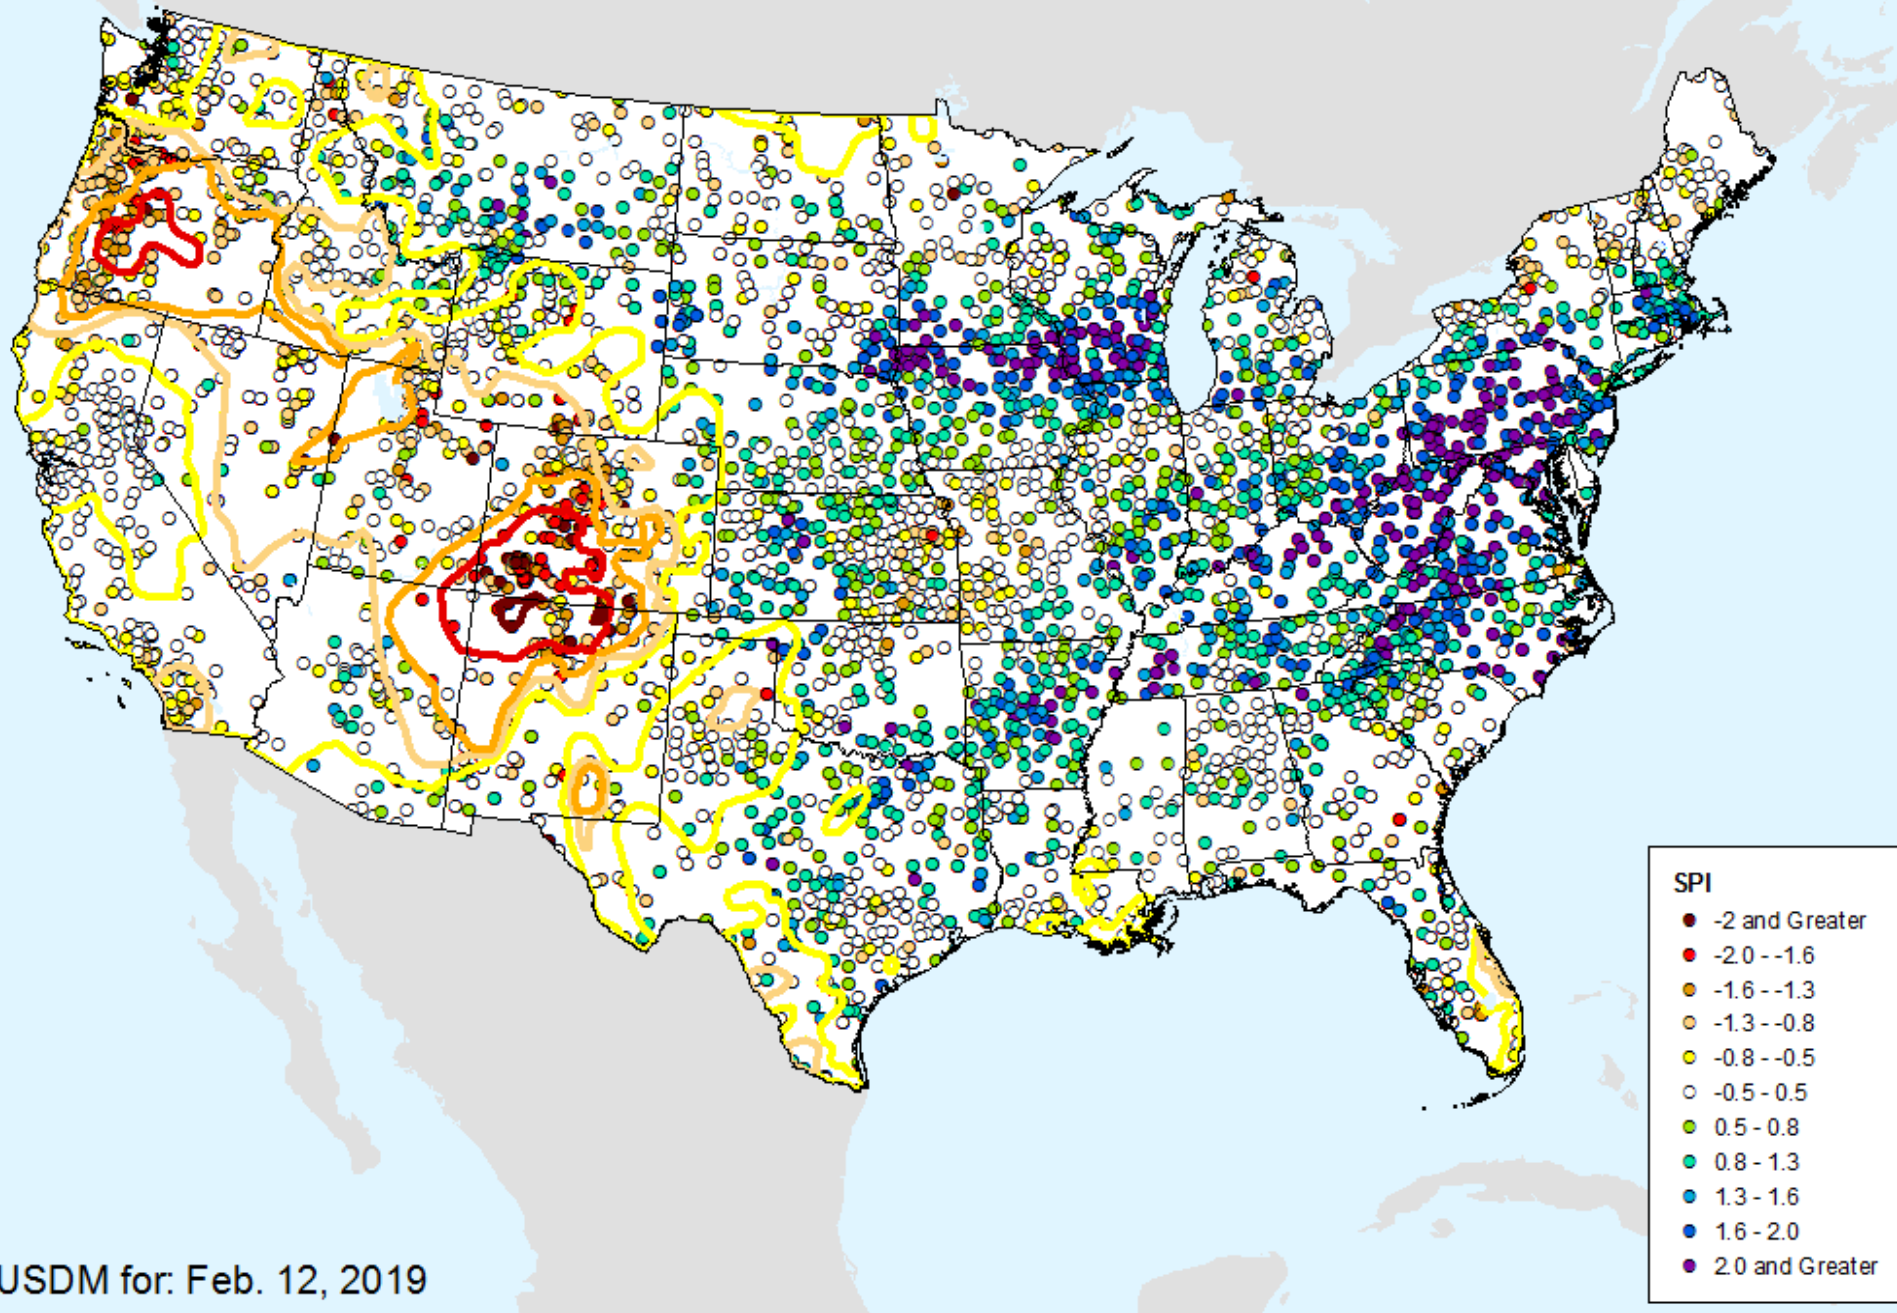 SPI
-2 and Greater
-2.0 - -1.6
-1.6 - -1.3
-1.3 - -0.8
-0.8 - -0.5
-0.5 - 0.5
0.5 - 0.8
0.8 - 1.3
1.3 - 1.6
1.6 - 2.0
2.0 and Greater
USDM for: Feb. 12, 2019